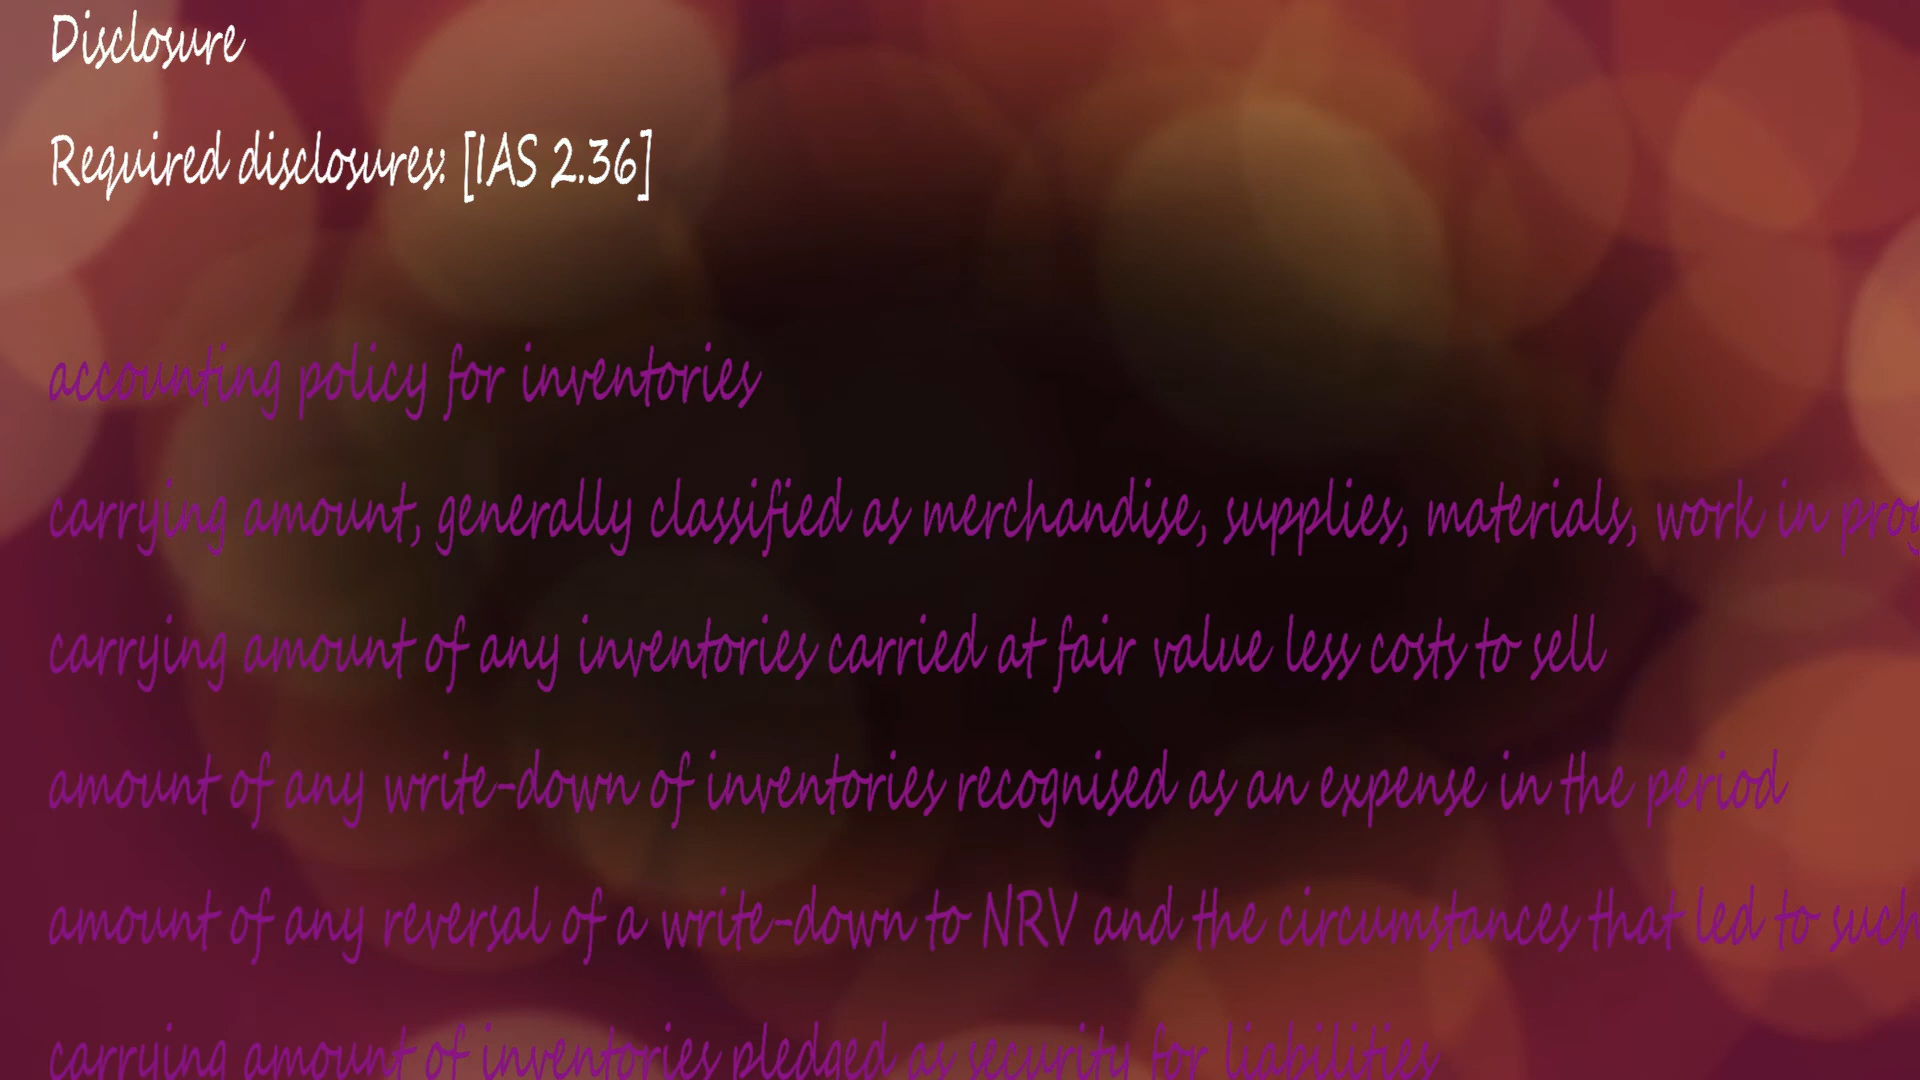 Disclosure
Required disclosures: [IAS 2.36]
accounting policy for inventories
carrying amount, generally classified as merchandise, supplies, materials, work in
carrying amount of any inventories carried at fair value less costs to sell
amount of any write-down of inventories recognised as an expense in the period
amount of any reversal of a write-down to NRV and the circumstances that led to such
carrying amount of inventories pledged as security for liabilities